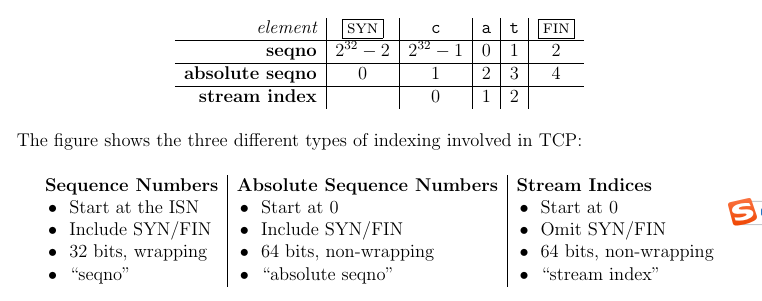 element SYN c a t FIN
seqno 2^32 − 2 2^32 − 1 0 1 2
absolute seqno 0 1 2 3 4
stream index 0 1 2
The figure shows the three different types of indexing involved in TCP:
Sequence Numbers Absolute Sequence Numbers Stream Indices
• Start at the ISN • Start at 0 • Start at 0
• Include SYN/FIN • Include SYN/FIN • Omit SYN/FIN
• 32 bits, wrapping • 64 bits, non-wrapping • 64 bits, non-wrapping
• “seqno” • “absolute seqno” • “stream index”
S